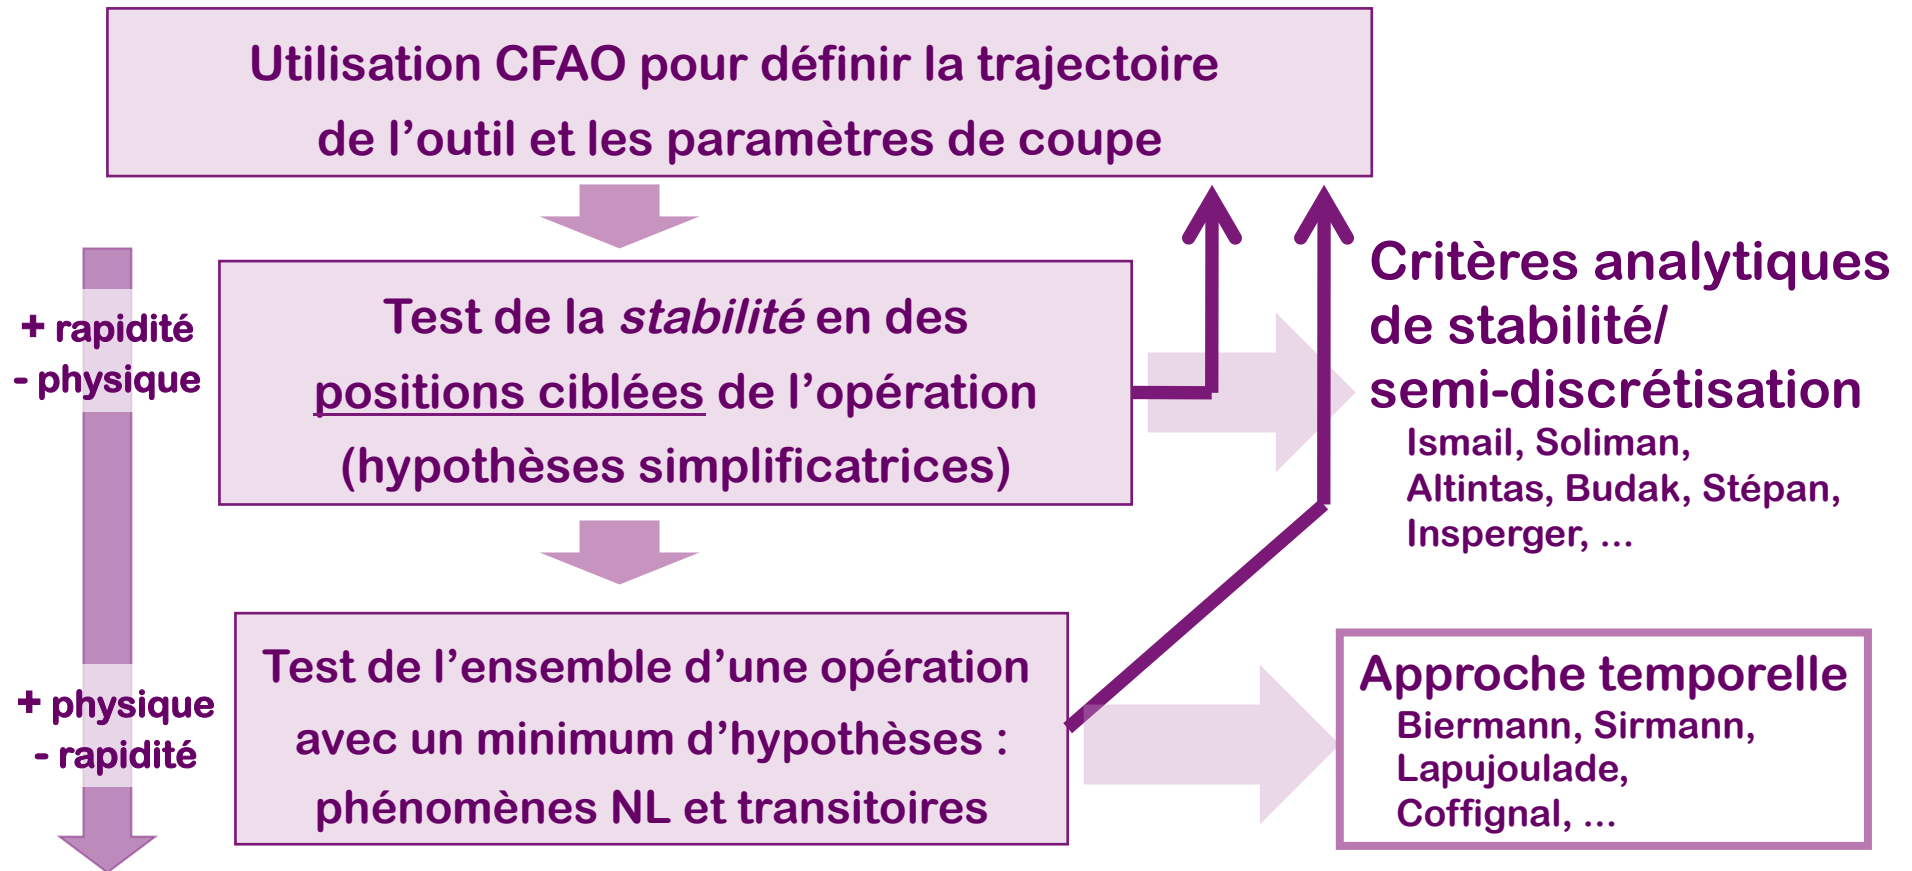 Utilisation CFAO pour définir la trajectoire
de l’outil et les paramètres de coupe
+ rapidité
- physique
Test de la stabilité en des
positions ciblées de l’opération
(hypothèses simplificatrices)
Critères analytiques
de stabilité/
semi-discrétisation
Ismail, Soliman,
Altintas, Budak, Stépan,
Insperger, ...
+ physique
- rapidité
Test de l’ensemble d’une opération
avec un minimum d’hypothèses :
phénomènes NL et transitoires
Approche temporelle
Biermann, Sirmann,
Lapujoulade,
Coffignal, ...